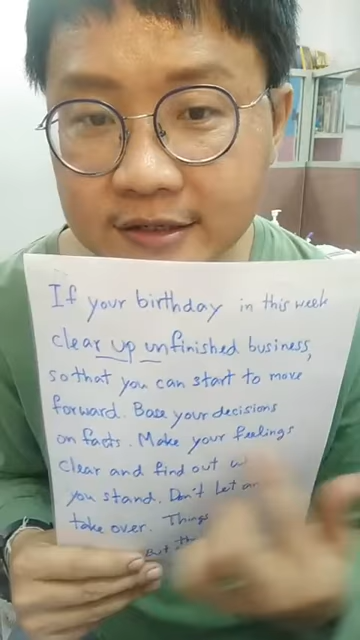 If your birthday in this week
clear up unfinished business,
so that you can start to move
forward. Base your decisions
on facts. Make your feelings
clear and find out
you stand. Don't let
take over. Things
But